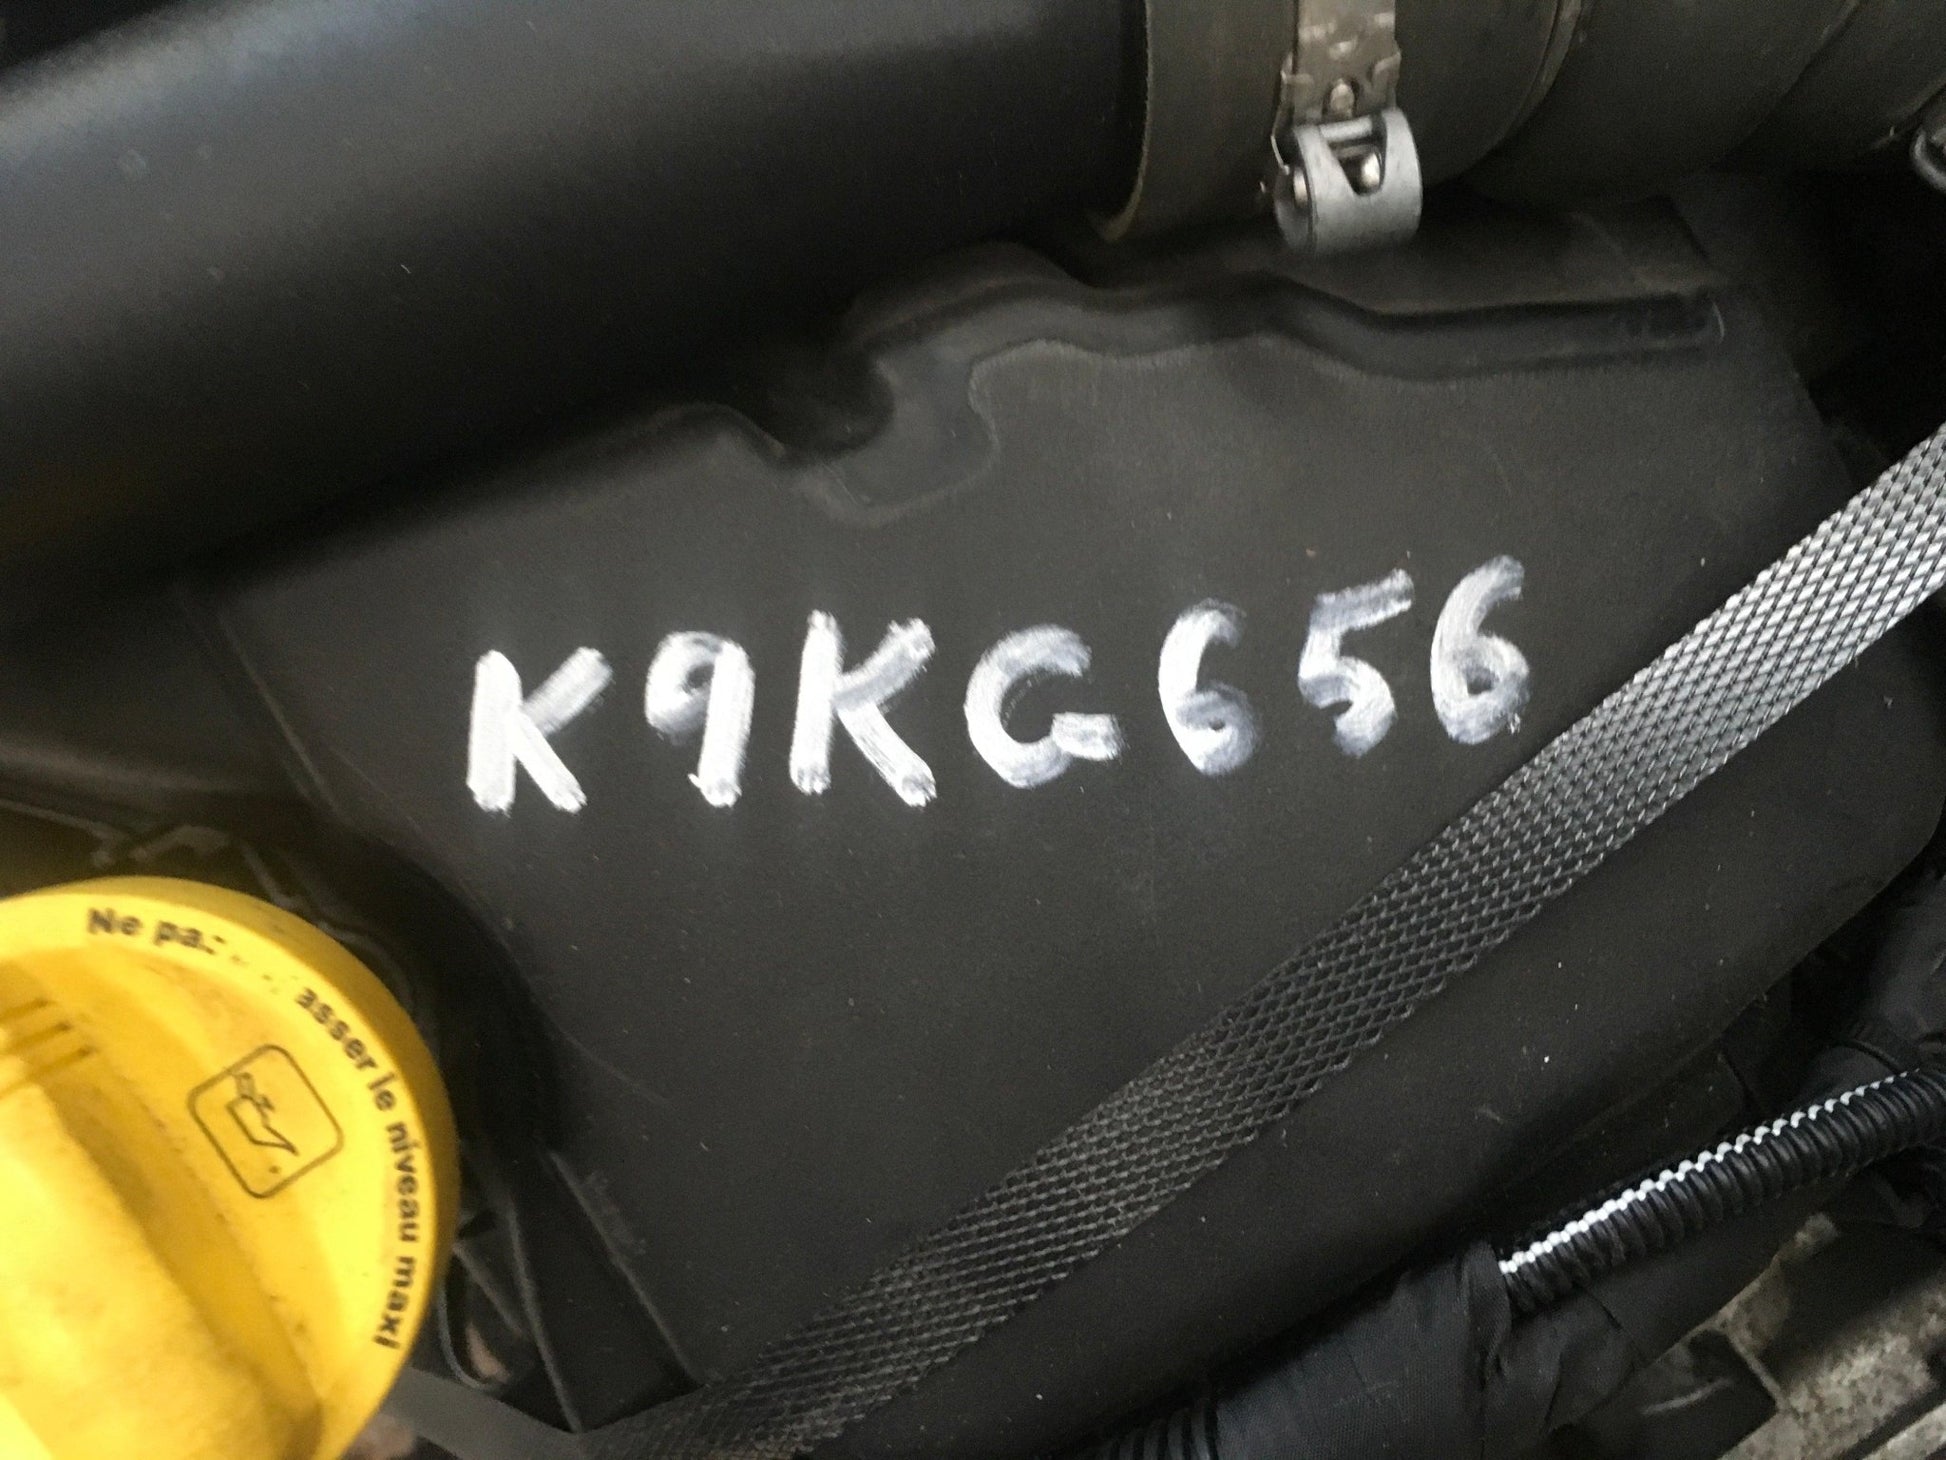 K9KG656
Ne pa asser le niveau maxi